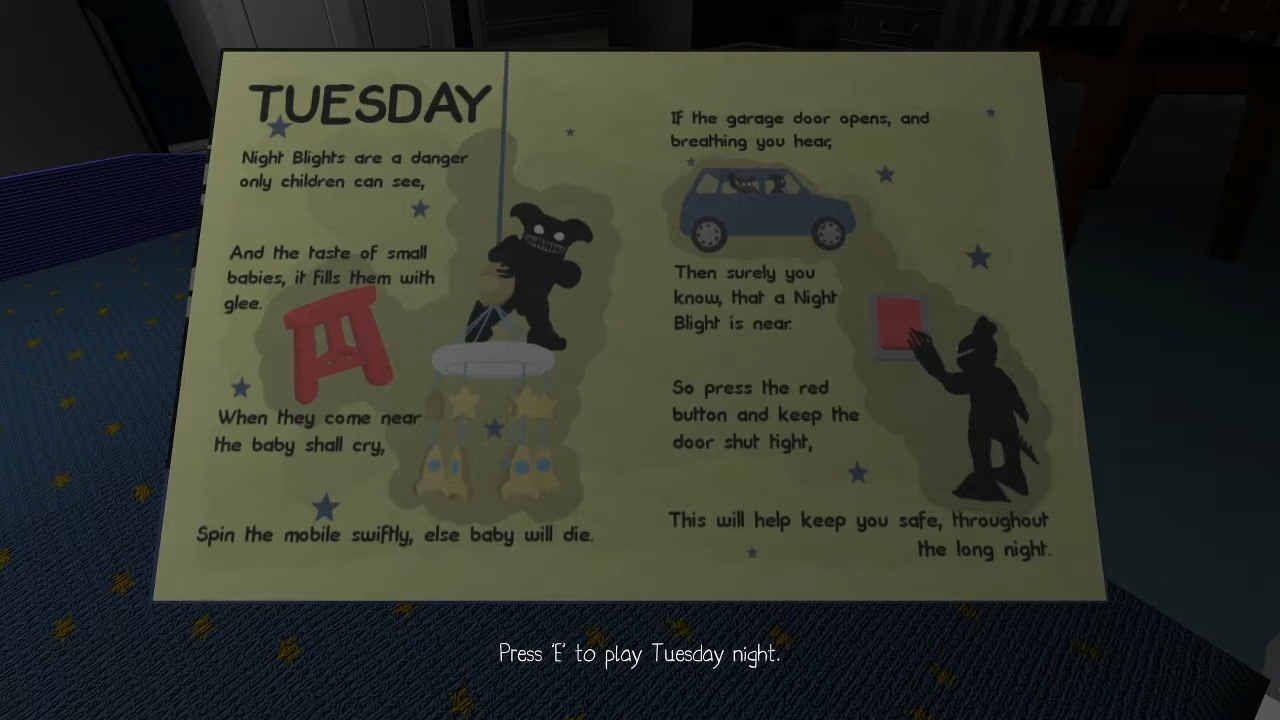 TUESDAY
Night Blights are a danger
only children can see,
And the taste of small
babies, it fills them with
glee.
When they come near
the baby shall cry,
Spin the mobile swiftly, else baby will die.
If the garage door opens, and
breathing you hear,
Then surely you
know, that a Night
Blight is near.
So press the red
button and keep the
door shut tight,
This will help keep you safe, throughout
the long night.
Press 'E' to play Tuesday night.